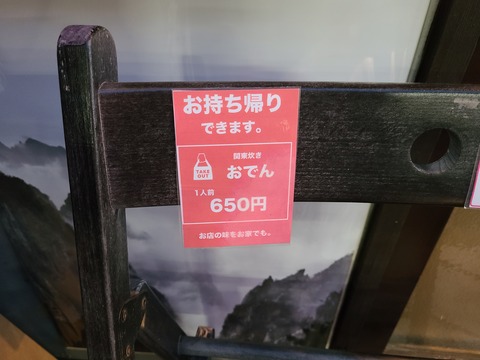 お持ち帰り
できます。
TAKE
OUT
関東炊き
おでん
1人前
650円
お店の味をお家でも。